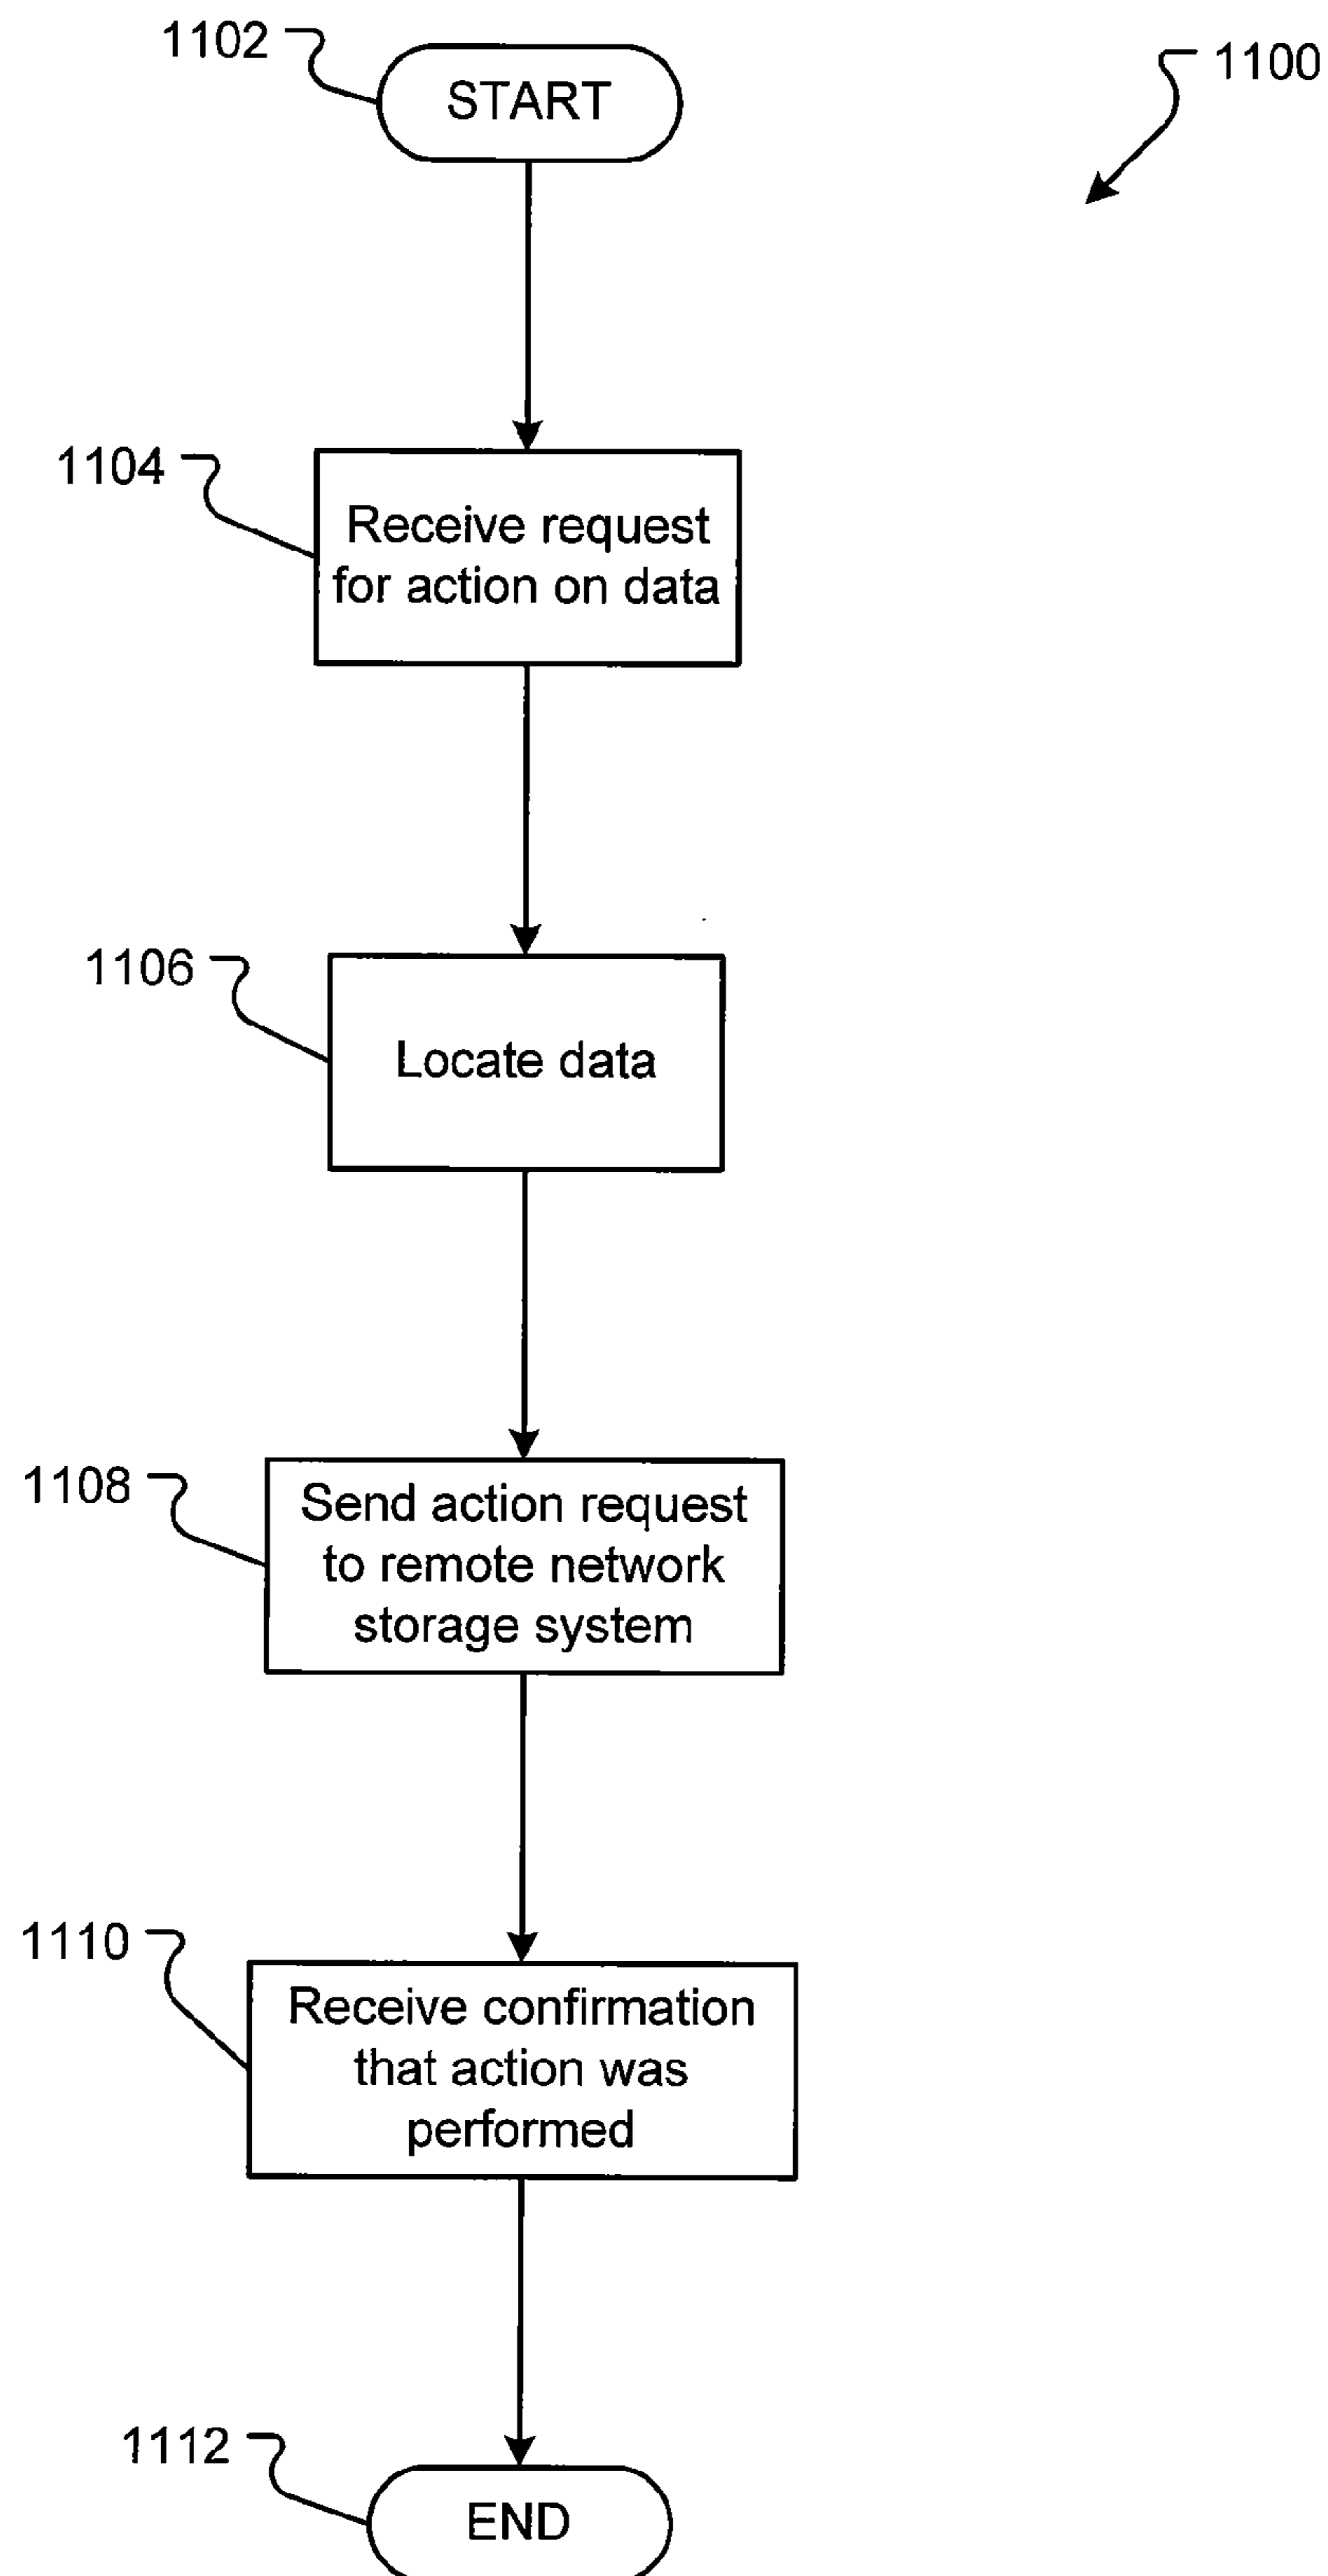 1102
START
1100
1104
Receive request
for action on data
1106
Locate data
1108
Send action request
to remote network
storage system
1110
Receive confirmation
that action was
performed
1112
END